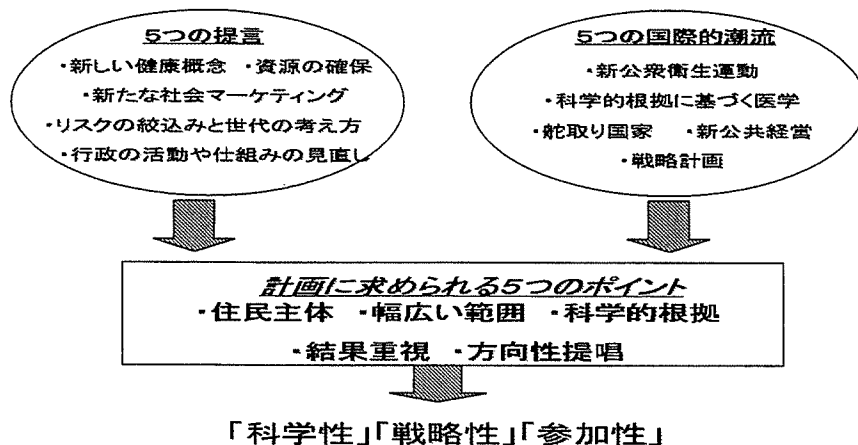 5つの提言
・新しい健康概念 ・資源の確保
・新たな社会マーケティング
・リスクの絞込みと世代の考え方
・行政の活動や仕組みの見直し
5つの国際的潮流
・新公衆衛生運動
・科学的根拠に基づく医学
・舵取り国家 ・新公共経営
・戦略計画
計画に求められる5つのポイント
・住民主体 ・幅広い範囲 ・科学的根拠
・結果重視 ・方向性提唱
「科学性」「戦略性」「参加性」